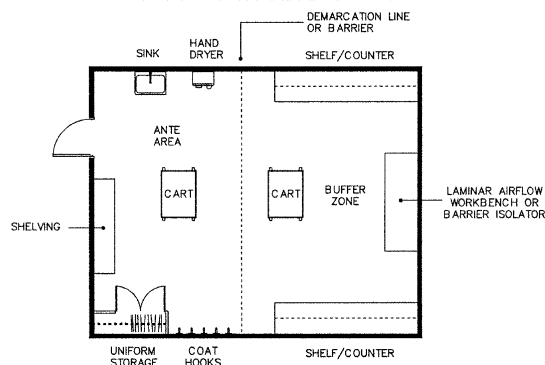 DEMARCATION LINE
OR BARRIER
HAND
DRYER
SINK
SHELF/COUNTER
ANTE
AREA
CART
CART
BUFFER
ZONE
LAMINAR AIRFLOW
WORKBENCH OR
BARRIER ISOLATOR
SHELVING
UNIFORM
STORAGE
COAT
HOOKS
SHELF/COUNTER